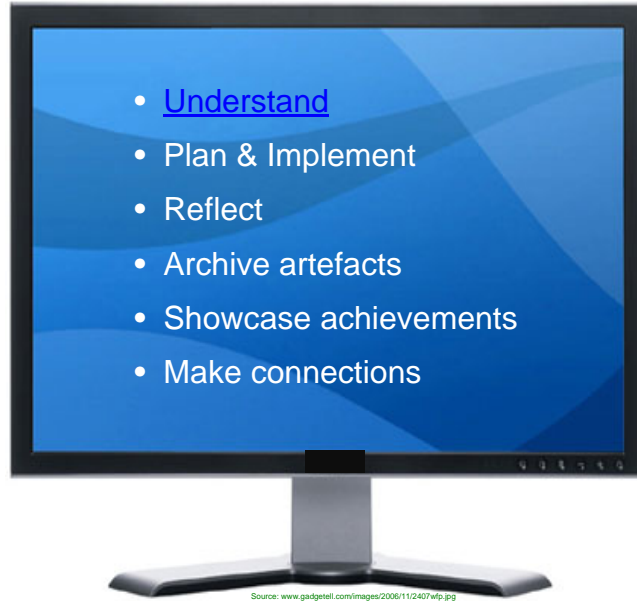 • Understand
• Plan & Implement
• Reflect
• Archive artefacts
• Showcase achievements
• Make connections
Source: www.gadgetell.com/images/2006/11/2407wfp.jpg